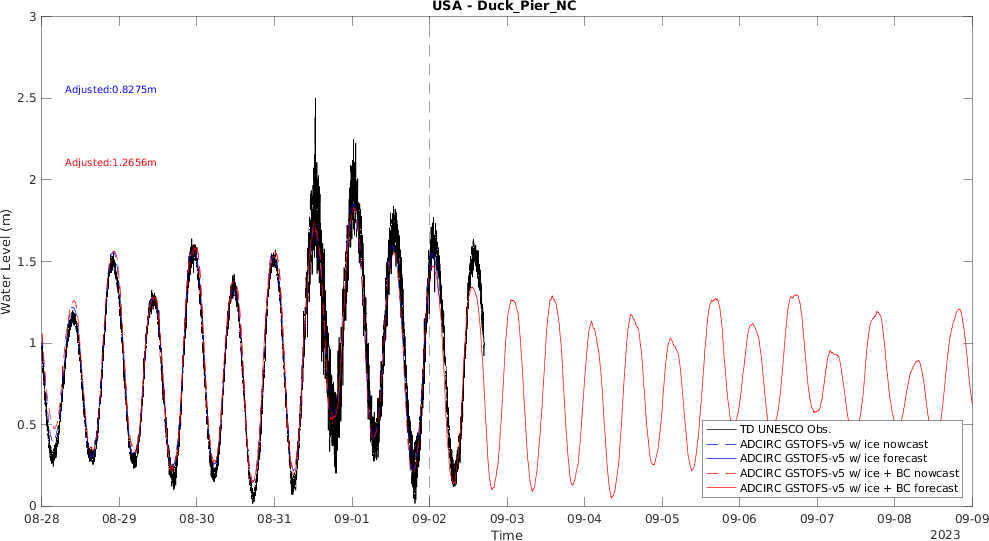 USA - Duck_Pier_NC
3
2.5
2
1.5
1
0.5
0
Water Level (m)
Adjusted:0.8275m
Adjusted:1.2656m
TD UNESCO Obs.
ADCIRC GSTOFS-v5 w/ ice nowcast
ADCIRC GSTOFS-v5 w/ ice forecast
ADCIRC GSTOFS-v5 w/ ice + BC nowcast
ADCIRC GSTOFS-v5 w/ ice + BC forecast
08-28 08-29 08-30 08-31 09-01 09-02 09-03 09-04 09-05 09-06 09-07 09-08 09-09
Time
2023